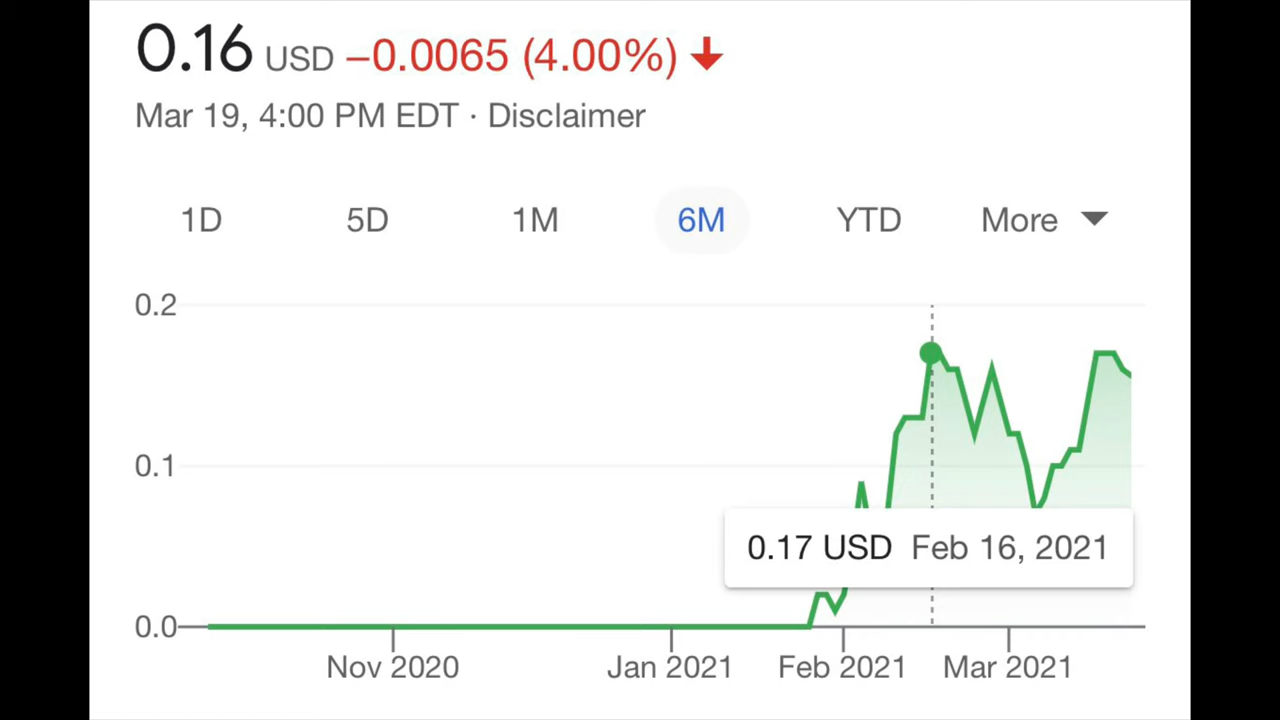 0.16 USD −0.0065 (4.00%) ↓
Mar 19, 4:00 PM EDT · Disclaimer
1D 5D 1M 6M YTD More
0.2
0.1
0.17 USD Feb 16, 2021
0.0
Nov 2020 Jan 2021 Feb 2021 Mar 2021